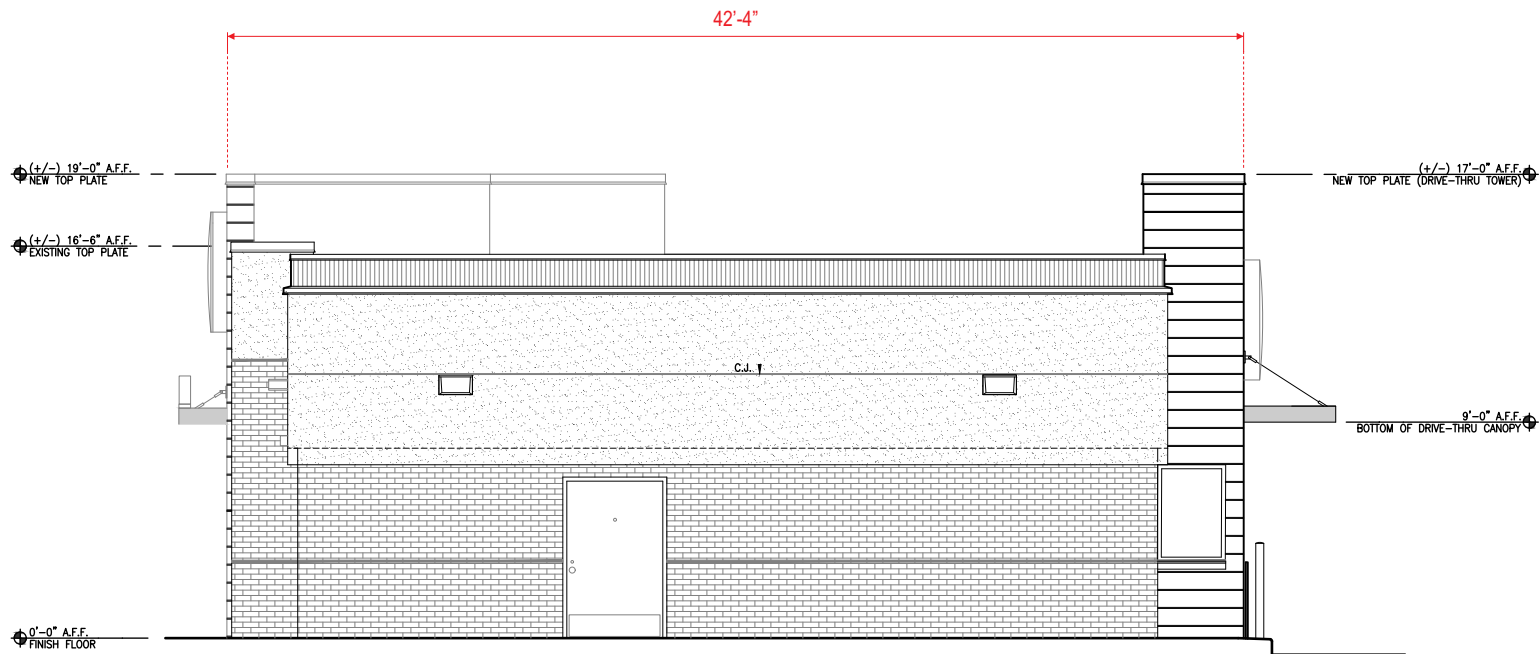 42'-4"
(+/-) 19'-0" A.F.F.
NEW TOP PLATE
(+/-) 17'-0" A.F.F.
NEW TOP PLATE (DRIVE-THRU TOWER)
(+/-) 16'-6" A.F.F.
EXISTING TOP PLATE
C.J.
9'-0" A.F.F.
BOTTOM OF DRIVE-THRU CANOPY
0'-0" A.F.F.
FINISH FLOOR